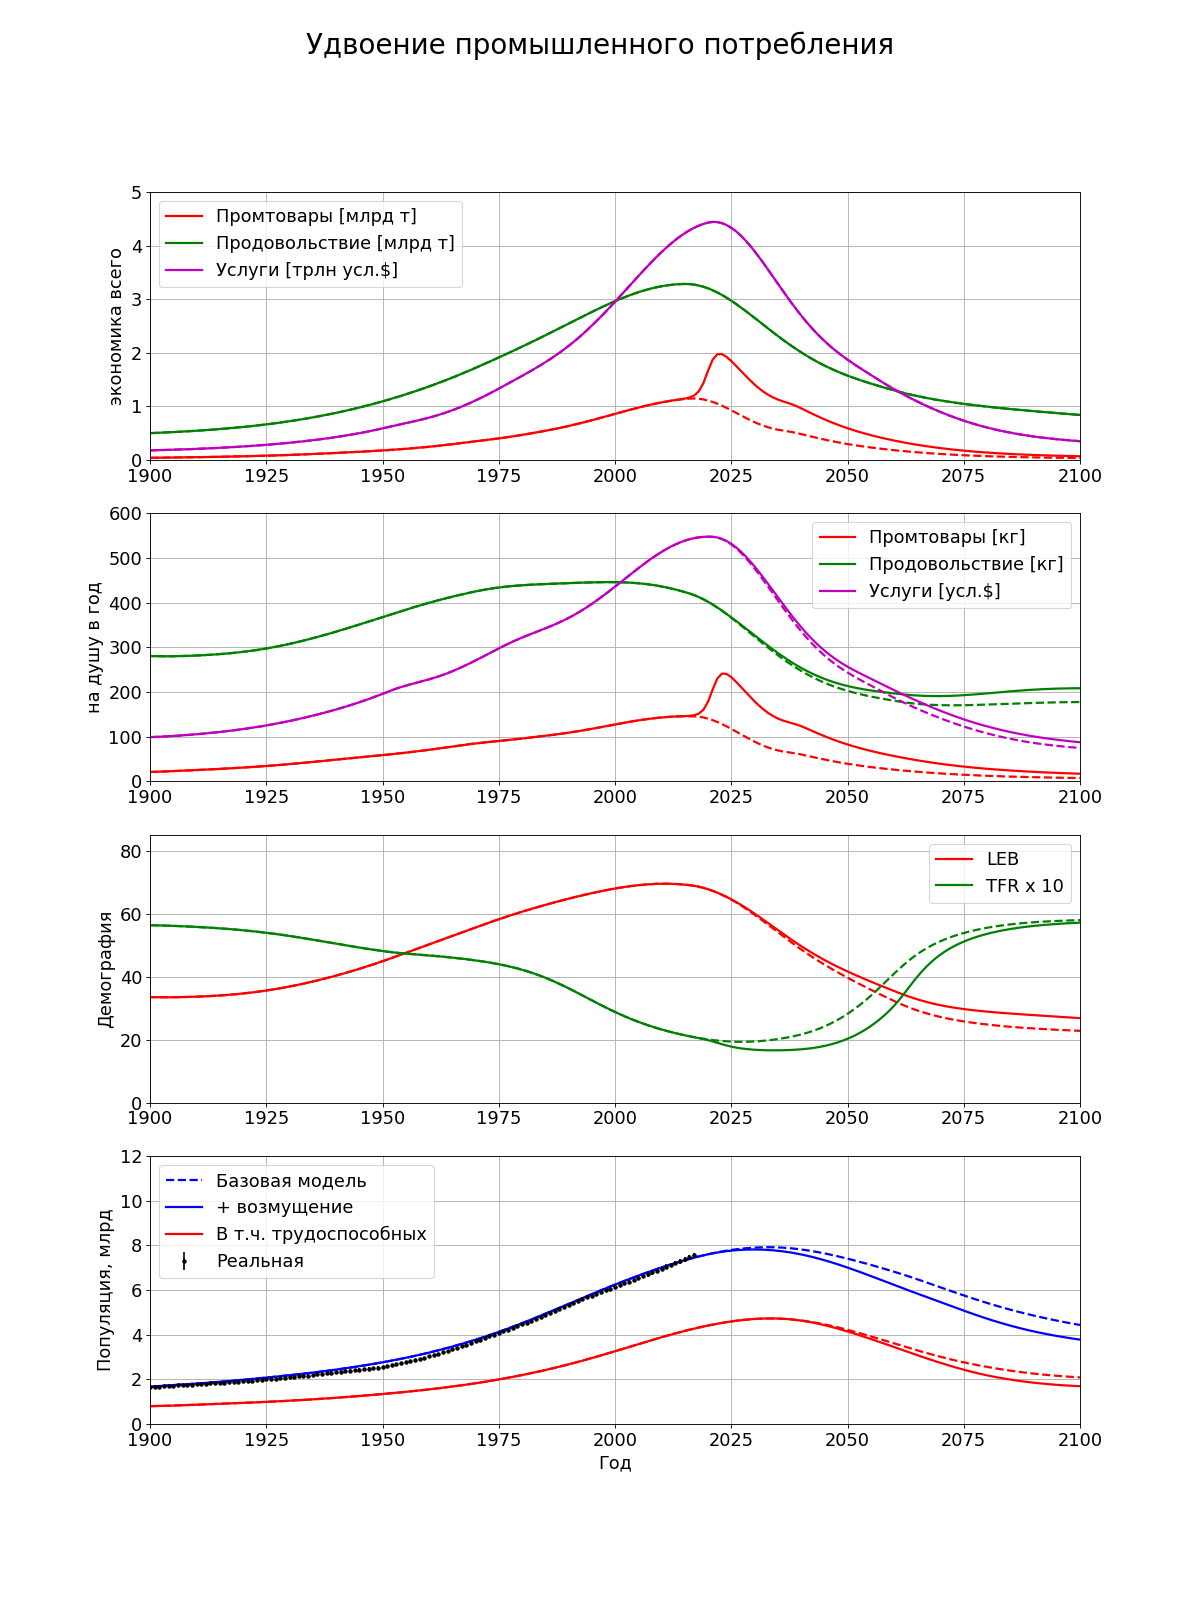 Удвоение промышленного потребления
экономика всего
5
4
3
2
1
0
Промтовары [млрд т]
Продовольствие [млрд т]
Услуги [трлн усл.$]
1900 1925 1950 1975 2000 2025 2050 2075 2100
на душу в год
600
500
400
300
200
100
0
Промтовары [кг]
Продовольствие [кг]
Услуги [усл.$]
1900 1925 1950 1975 2000 2025 2050 2075 2100
Демография
80
60
40
20
0
LEB
TFR x 10
1900 1925 1950 1975 2000 2025 2050 2075 2100
Популяция, млрд
12
10
8
6
4
2
0
Базовая модель
+ возмущение
В т.ч. трудоспособных
Реальная
1900 1925 1950 1975 2000 2025 2050 2075 2100
Год